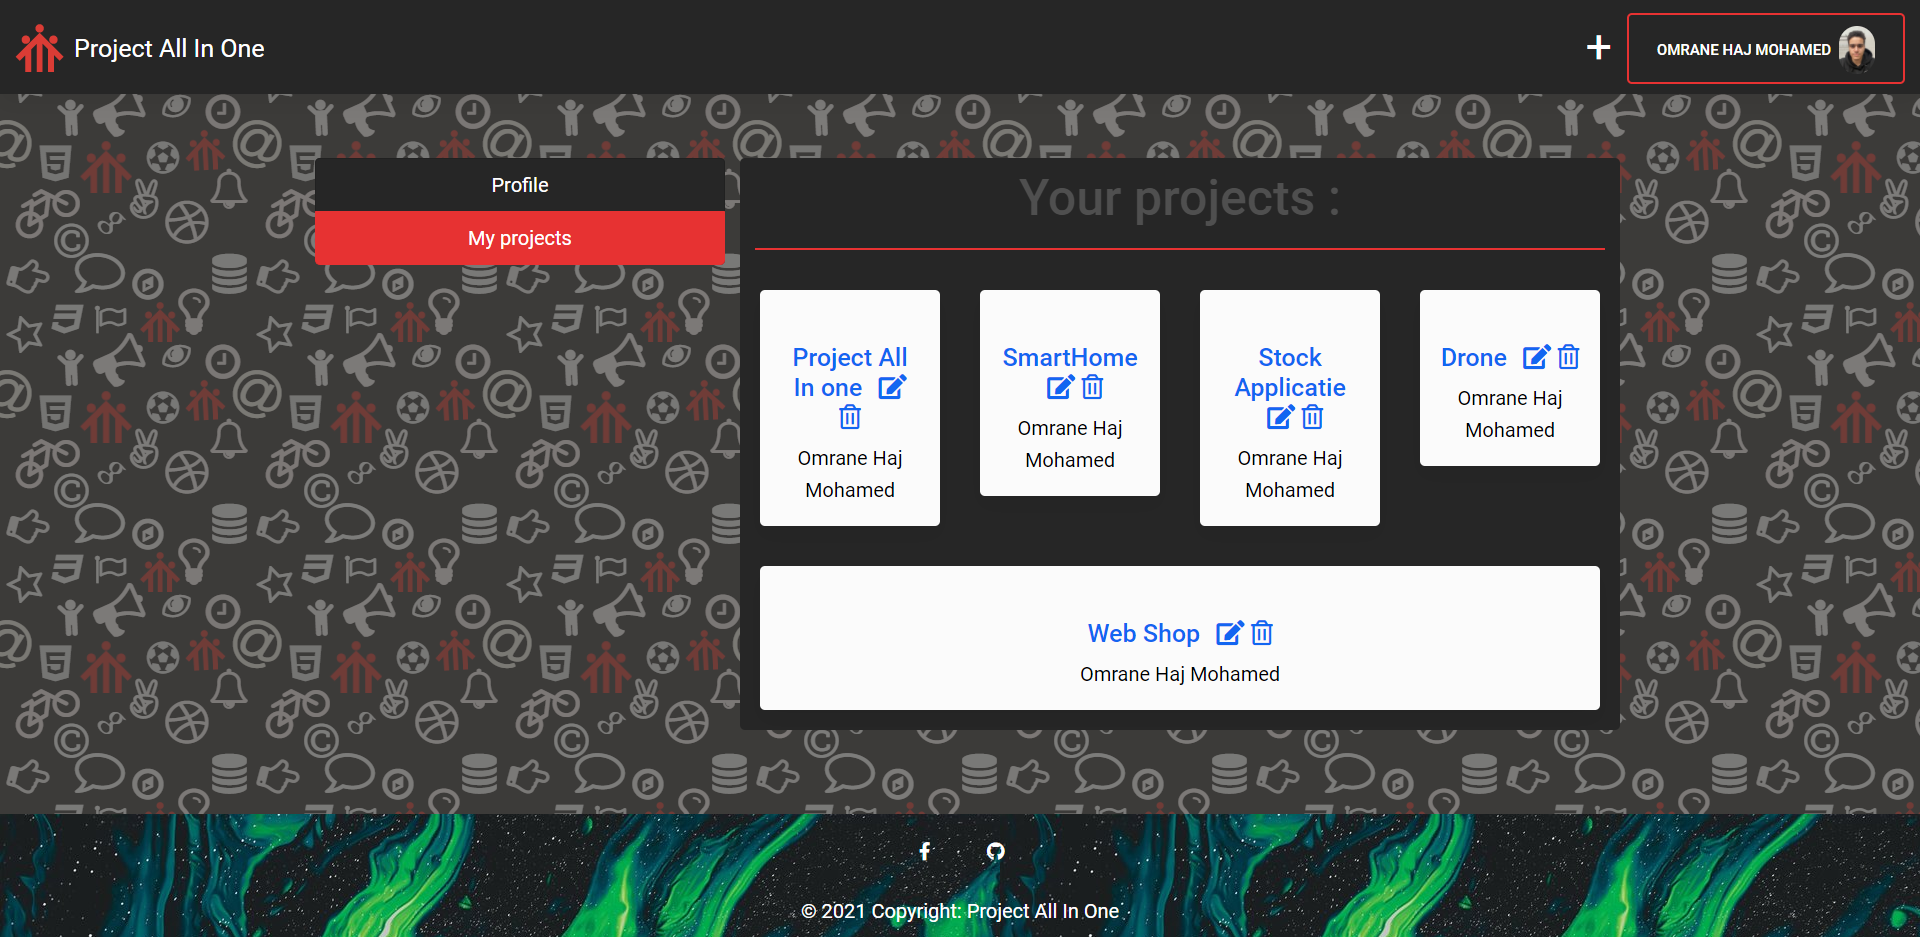 Project All In One
OMRANE HAJ MOHAMED
Profile
My projects
Your projects :
Project All
In one
Omrane Haj
Mohamed
SmartHome
Omrane Haj
Mohamed
Stock
Applicatie
Omrane Haj
Mohamed
Drone
Omrane Haj
Mohamed
Web Shop
Omrane Haj Mohamed
© 2021 Copyright: Project All In One